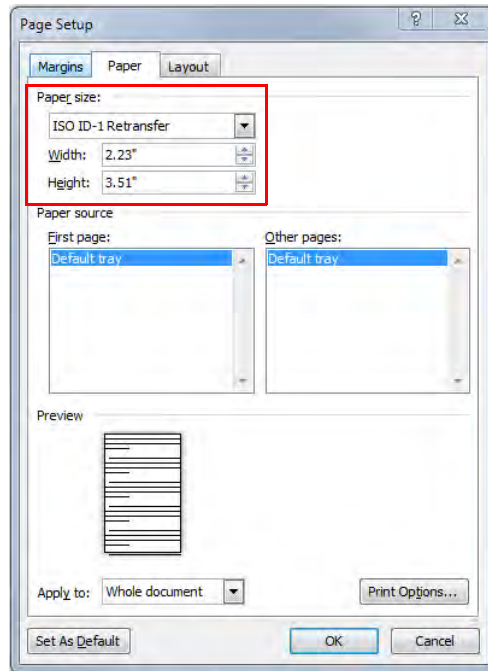 Page Setup
Margins Paper Layout
Paper size:
ISO ID-1 Retransfer
Width: 2.23"
Height: 3.51"
Paper source
First page: Other pages:
Default tray Default tray
Preview
Apply to: Whole document Print Options...
Set As Default OK Cancel